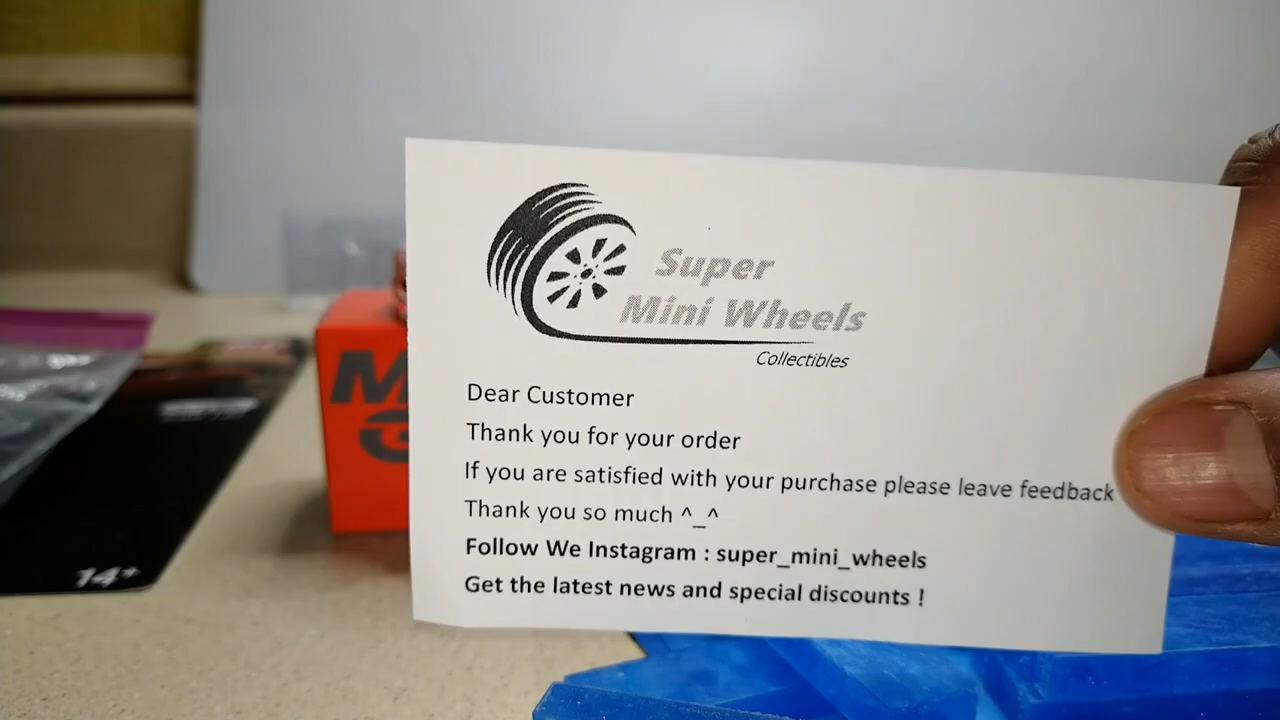 Super
Mini Wheels
Collectibles
Dear Customer
Thank you for your order
If you are satisfied with your purchase please leave feedback
Thank you so much ^_^
Follow We Instagram : super_mini_wheels
Get the latest news and special discounts !
M
G
14+